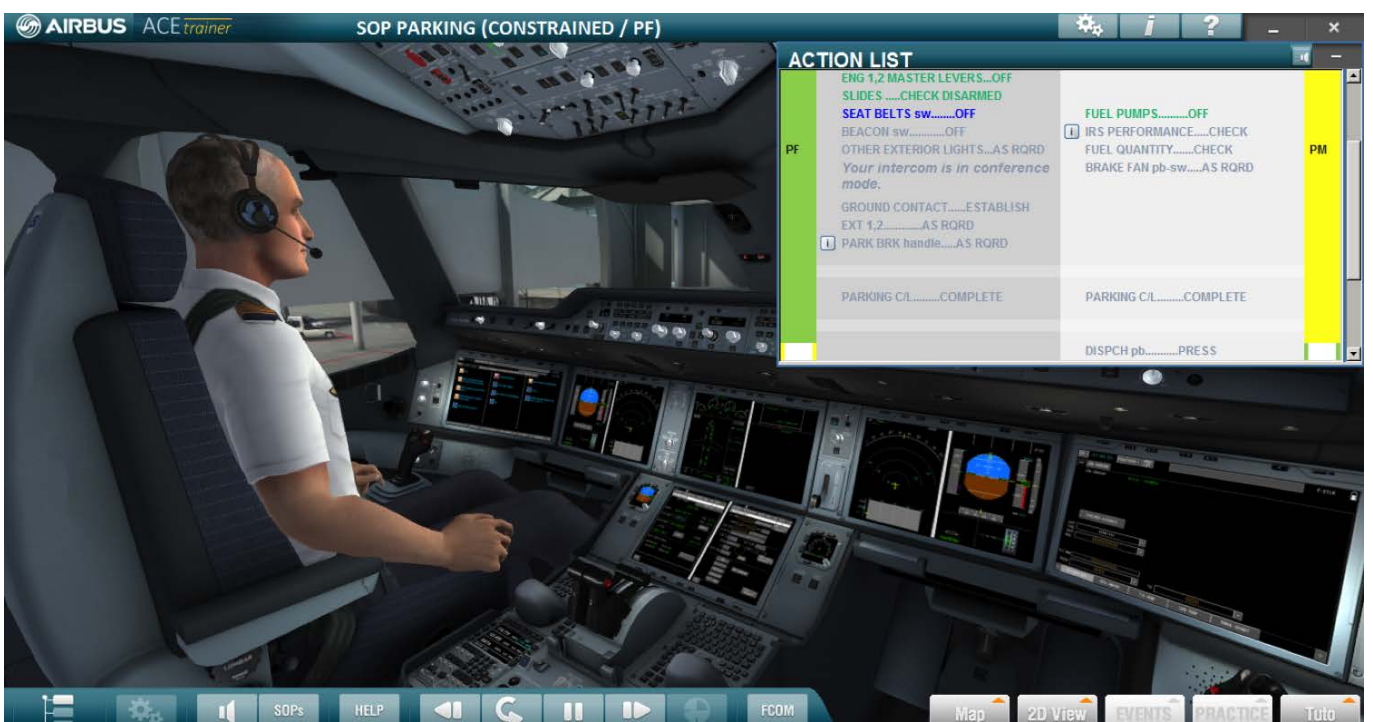 AIRBUS ACE trainer SOP PARKING (CONSTRAINED / PF) i ? – ×
ACTION LIST –
ENG 1,2 MASTER LEVERS...OFF
SLIDES .....CHECK DISARMED
SEAT BELTS sw........OFF FUEL PUMPS..........OFF
BEACON sw............OFF i IRS PERFORMANCE.....CHECK
PF OTHER EXTERIOR LIGHTS...AS RQRD FUEL QUANTITY.......CHECK PM
Your intercom is in conference BRAKE FAN pb-sw....AS RQRD
mode.
GROUND CONTACT......ESTABLISH
EXT 1,2...........AS RQRD
i PARK BRK handle.....AS RQRD
PARKING C/L.........COMPLETE PARKING C/L.........COMPLETE
DISPCH pb...........PRESS
SOPs HELP FCOM Map 2D View EVENTS PRACTICE Tuto